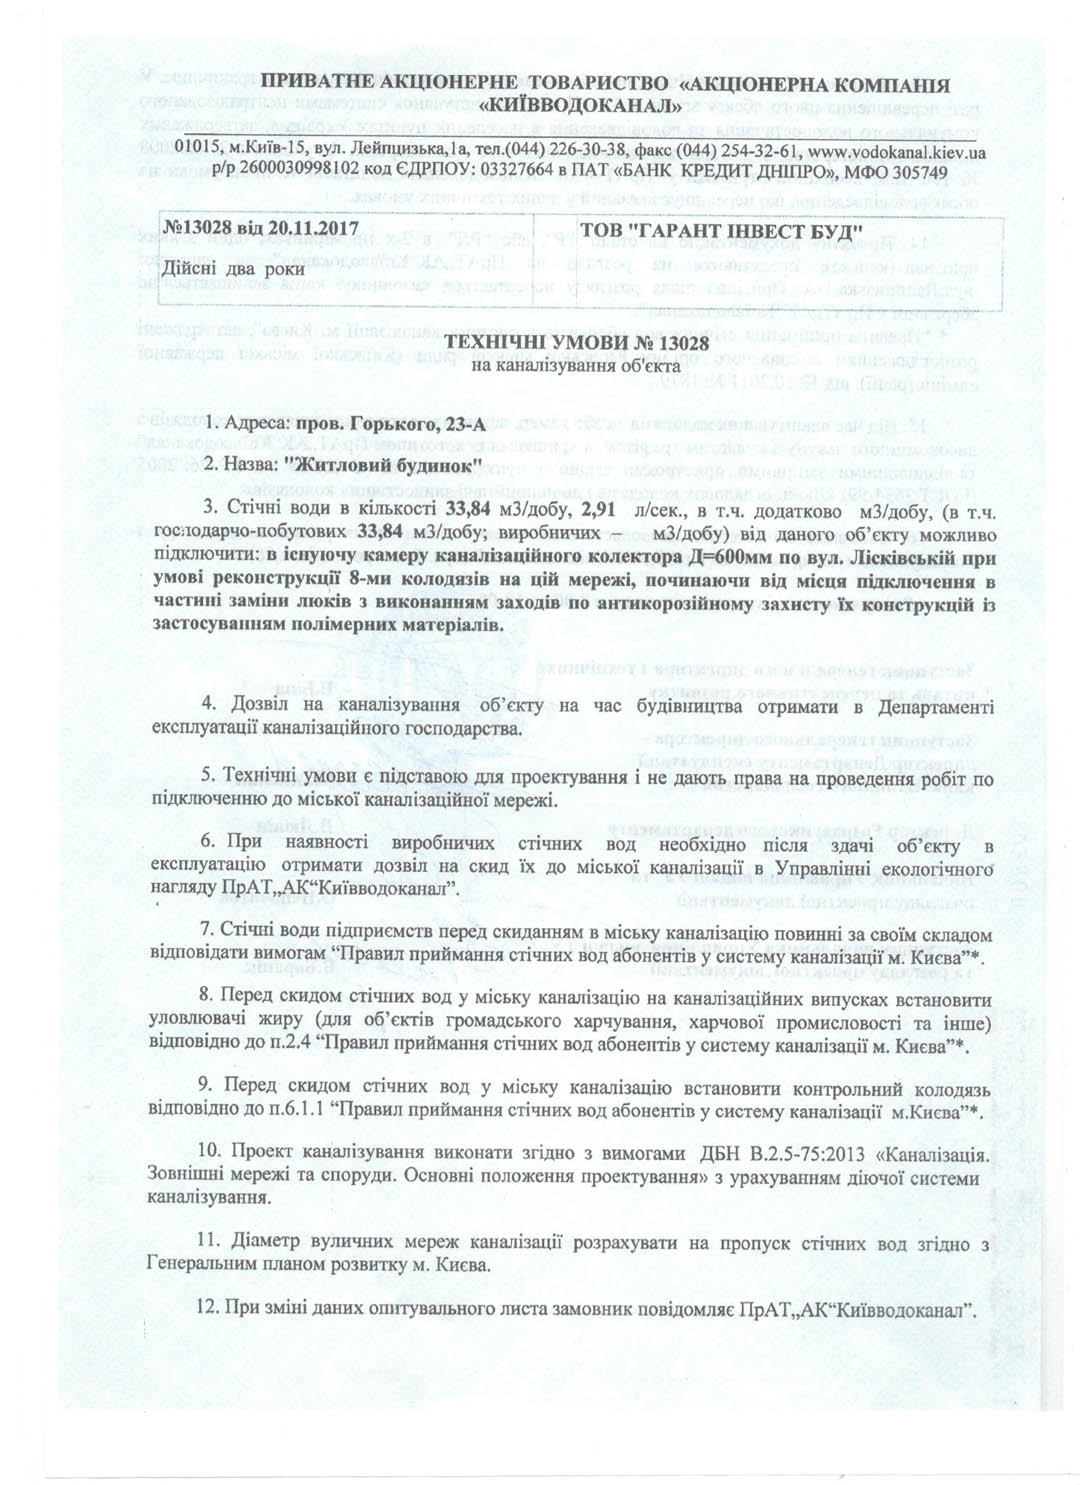 ПРИВАТНЕ АКЦІОНЕРНЕ ТОВАРИСТВО «АКЦІОНЕРНА КОМПАНІЯ
«КИЇВВОДОКАНАЛ»
01015, м.Київ-15, вул. Лейпцизька,1а, тел.(044) 226-30-38, факс (044) 254-32-61, www.vodokanal.kiev.ua
р/р 2600030998102 код ЄДРПОУ: 03327664 в ПАТ «БАНК КРЕДИТ ДНІПРО», МФО 305749
№13028 від 20.11.2017
ТОВ "ГАРАНТ ІНВЕСТ БУД"
Дійсні два роки
ТЕХНІЧНІ УМОВИ № 13028
на каналізування об'єкта
1. Адреса: пров. Горького, 23-А
2. Назва: "Житловий будинок"
3. Стічні води в кількості 33,84 м3/добу, 2,91 л/сек., в т.ч. додатково м3/добу, (в т.ч.
господарчо-побутових 33,84 м3/добу; виробничих – м3/добу) від даного об’єкту можливо
підключити: в існуючу камеру каналізаційного колектора Д=600мм по вул. Лісківській при
умові реконструкції 8-ми колодязів на цій мережі, починаючи від місця підключення в
частині заміни люків з виконанням заходів по антикорозійному захисту їх конструкцій із
застосуванням полімерних матеріалів.
4. Дозвіл на каналізування об’єкту на час будівництва отримати в Департаменті
експлуатації каналізаційного господарства.
5. Технічні умови є підставою для проектування і не дають права на проведення робіт по
підключенню до міської каналізаційної мережі.
6. При наявності виробничих стічних вод необхідно після здачі об’єкту в
експлуатацію отримати дозвіл на скид їх до міської каналізації в Управлінні екологічного
нагляду ПрАТ„АК“Київводоканал”.
7. Стічні води підприємств перед скиданням в міську каналізацію повинні за своїм складом
відповідати вимогам “Правил приймання стічних вод абонентів у систему каналізації м. Києва”*.
8. Перед скидом стічних вод у міську каналізацію на каналізаційних випусках встановити
уловлювачі жиру (для об’єктів громадського харчування, харчової промисловості та інше)
відповідно до п.2.4 “Правил приймання стічних вод абонентів у систему каналізації м. Києва”*.
9. Перед скидом стічних вод у міську каналізацію встановити контрольний колодязь
відповідно до п.6.1.1 “Правил приймання стічних вод абонентів у систему каналізації м.Києва”*.
10. Проект каналізування виконати згідно з вимогами ДБН В.2.5-75:2013 «Каналізація.
Зовнішні мережі та споруди. Основні положення проектування» з урахуванням діючої системи
каналізування.
11. Діаметр вуличних мереж каналізації розрахувати на пропуск стічних вод згідно з
Генеральним планом розвитку м. Києва.
12. При зміні даних опитувального листа замовник повідомляє ПрАТ„АК“Київводоканал”.